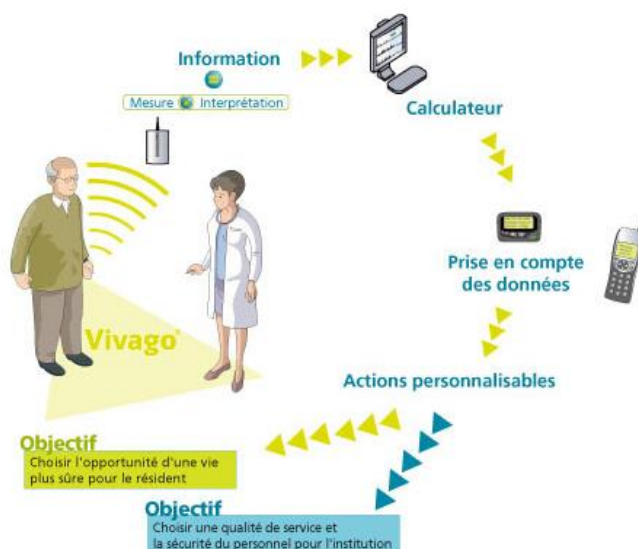 Information
Mesure Interprétation
Calculateur
Prise en compte
des données
Vivago
Actions personnalisables
Objectif
Choisir l'opportunité d'une vie
plus sûre pour le résident
Objectif
Choisir une qualité de service et
la sécurité du personnel pour l'institution